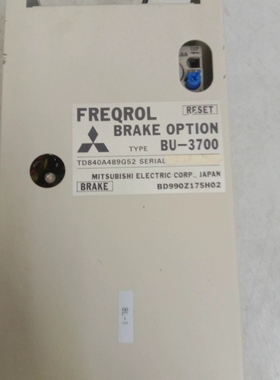 FREQROL RESET
BRAKE OPTION
TYPE BU-3700
TD840A489G52 SERIAL
MITSUBISHI ELECTRIC CORP., JAPAN
BRAKE BD990Z175H02